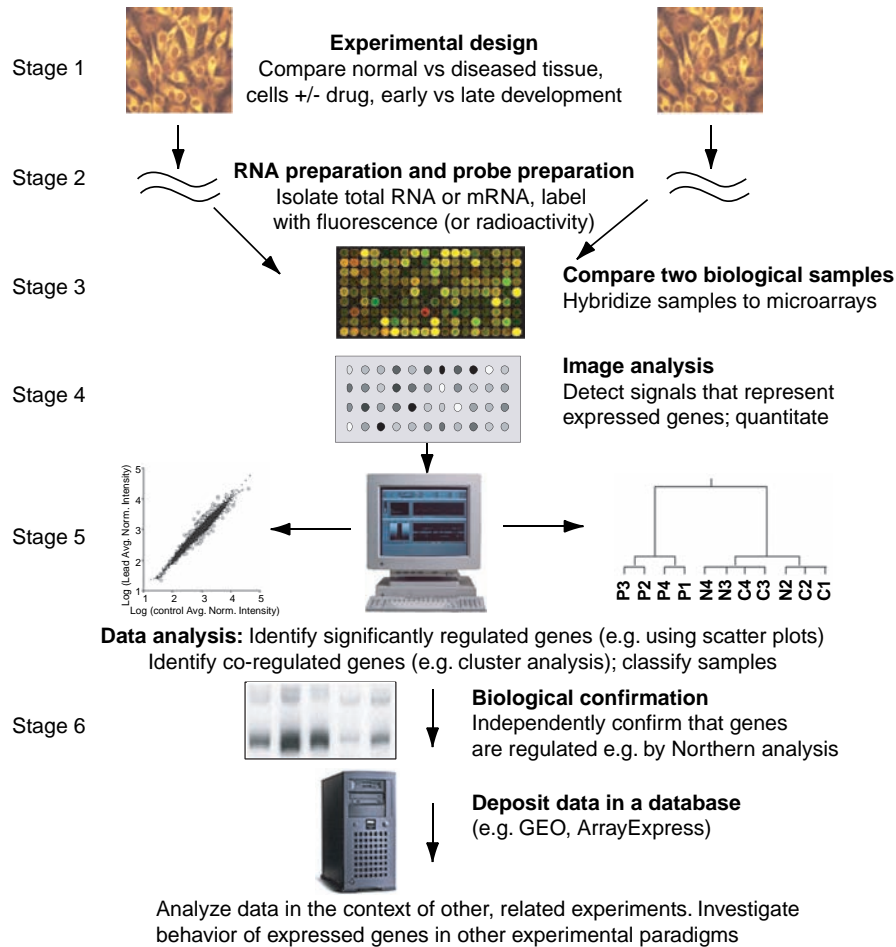 Experimental design
Stage 1
Compare normal vs diseased tissue,
cells +/- drug, early vs late development
RNA preparation and probe preparation
Stage 2
Isolate total RNA or mRNA, label
with fluorescence (or radioactivity)
Compare two biological samples
Stage 3
Hybridize samples to microarrays
Image analysis
Stage 4
Detect signals that represent
expressed genes; quantitate
Stage 5
Log (Lead Avg. Norm. Intensity)
5
4
3
2
1
1 2 3 4 5
Log (control Avg. Norm. Intensity)
P3 P2 P4 P1 N4 N3 C4 C3 N2 C2 C1
Data analysis: Identify significantly regulated genes (e.g. using scatter plots)
Identify co-regulated genes (e.g. cluster analysis); classify samples
Biological confirmation
Stage 6
Independently confirm that genes
are regulated e.g. by Northern analysis
Deposit data in a database
(e.g. GEO, ArrayExpress)
Analyze data in the context of other, related experiments. Investigate
behavior of expressed genes in other experimental paradigms